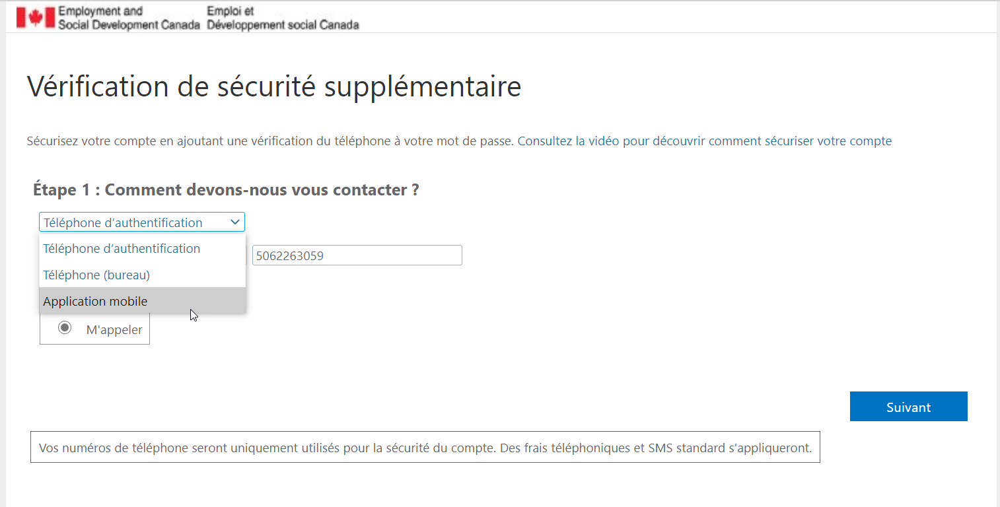 Employment and
Social Development Canada
Emploi et
Développement social Canada
Vérification de sécurité supplémentaire
Sécurisez votre compte en ajoutant une vérification du téléphone à votre mot de passe. Consultez la vidéo pour découvrir comment sécuriser votre compte
Étape 1 : Comment devons-nous vous contacter ?
Téléphone d’authentification
Téléphone d’authentification
5062263059
Téléphone (bureau)
Application mobile
M'appeler
Suivant
Vos numéros de téléphone seront uniquement utilisés pour la sécurité du compte. Des frais téléphoniques et SMS standard s'appliqueront.